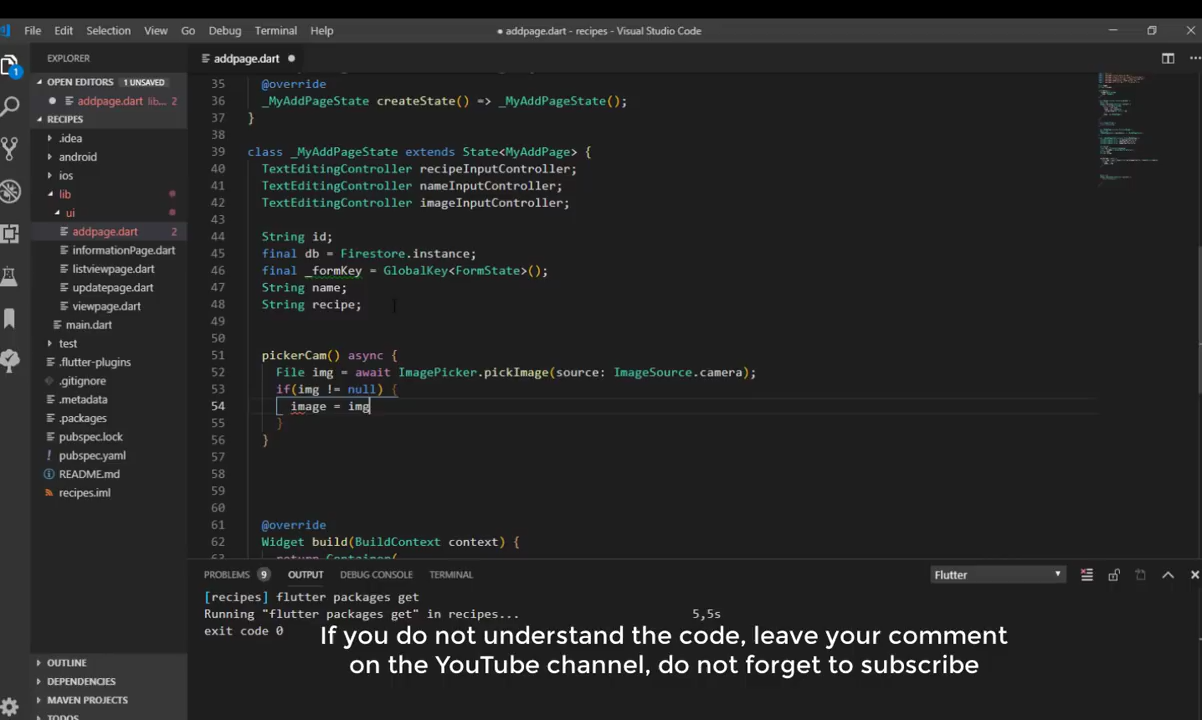 File Edit Selection View Go Debug Terminal Help
● addpage.dart - recipes - Visual Studio Code
EXPLORER
addpage.dart ●
OPEN EDITORS 1 UNSAVED
addpage.dart lib... 2
RECIPES
.idea
android
ios
lib
ui
addpage.dart 2
informationPage.dart
listviewpage.dart
updatepage.dart
viewpage.dart
main.dart
test
.flutter-plugins
.gitignore
.metadata
.packages
pubspec.lock
pubspec.yaml
README.md
recipes.iml
OUTLINE
DEPENDENCIES
MAVEN PROJECTS
TODOS
1
35 @override
36 _MyAddPageState createState() => _MyAddPageState();
37 }
38
39 class _MyAddPageState extends State<MyAddPage> {
40 TextEditingController recipeInputController;
41 TextEditingController nameInputController;
42 TextEditingController imageInputController;
43
44 String id;
45 final db = Firestore.instance;
46 final _formKey = GlobalKey<FormState>();
47 String name;
48 String recipe;
49
50
51 pickerCam() async {
52 File img = await ImagePicker.pickImage(source: ImageSource.camera);
53 if(img != null) {
54 image = img
55 }
56 }
57
58
59
60
61 @override
62 Widget build(BuildContext context) {
63 return Container(
PROBLEMS 9 OUTPUT DEBUG CONSOLE TERMINAL
Flutter
[recipes] flutter packages get
Running "flutter packages get" in recipes... 5,5s
exit code 0
If you do not understand the code, leave your comment
on the YouTube channel, do not forget to subscribe